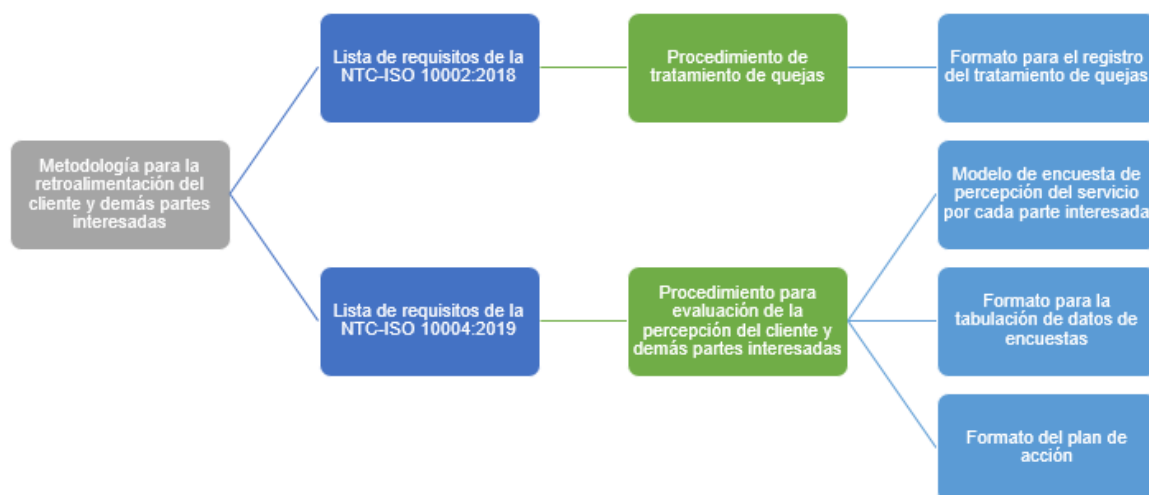 Lista de requisitos de la
NTC-ISO 10002:2018
Procedimiento de
tratamiento de quejas
Formato para el registro
del tratamiento de quejas
Metodología para la
retroalimentación del
cliente y demás partes
interesadas
Modelo de encuesta de
percepción del servicio
por cada parte interesada
Lista de requisitos de la
NTC-ISO 10004:2019
Procedimiento para
evaluación de la
percepción del cliente y
demás partes interesadas
Formato para la
tabulación de datos de
encuestas
Formato del plan de
acción